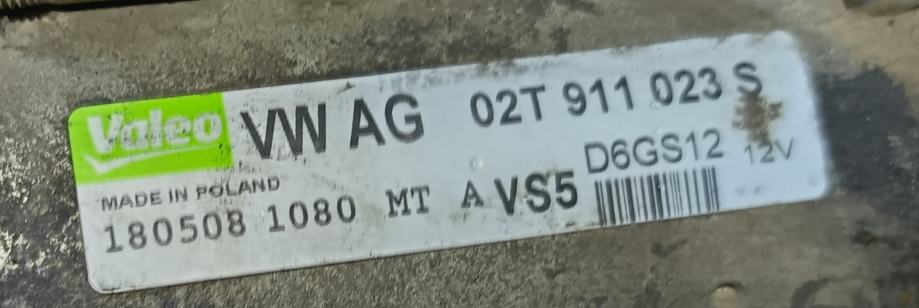 Valeo VW AG 02T 911 023 S
MADE IN POLAND D6GS12 12V
180508 1080 MT A VS5